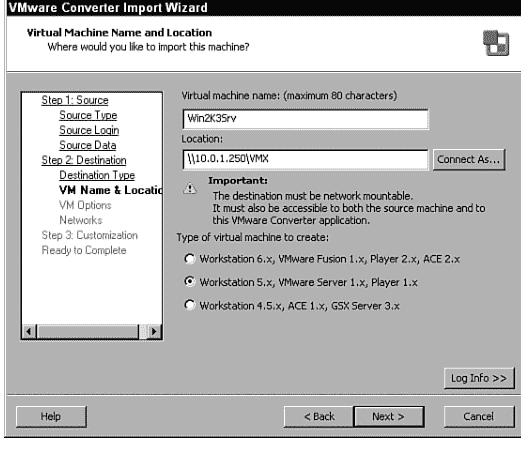 VMware Converter Import Wizard
Virtual Machine Name and Location
Where would you like to import this machine?
Step 1: Source
Source Type
Source Login
Source Data
Step 2: Destination
Destination Type
VM Name & Locatic
VM Options
Networks
Step 3: Customization
Ready to Complete
Virtual machine name: (maximum 80 characters)
Win2K3Srv
Location:
\\10.0.1.250\VMX
Connect As...
Important:
The destination must be network mountable.
It must also be accessible to both the source machine and to
this VMware Converter application.
Type of virtual machine to create:
Workstation 6.x, VMware Fusion 1.x, Player 2.x, ACE 2.x
Workstation 5.x, VMware Server 1.x, Player 1.x
Workstation 4.5.x, ACE 1.x, GSX Server 3.x
Log Info >>
Help
< Back
Next >
Cancel